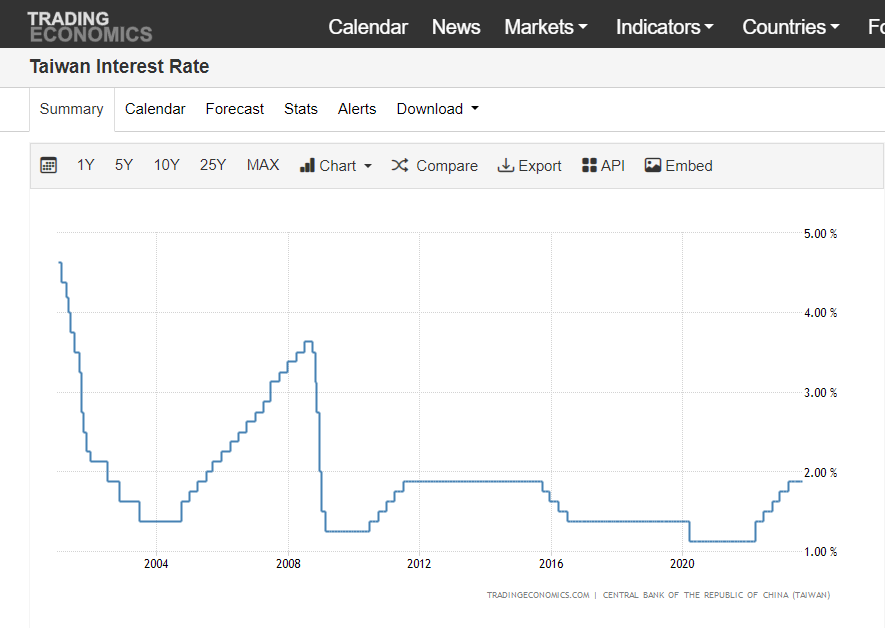 TRADING
ECONOMICS
Calendar News Markets Indicators Countries Fo
Taiwan Interest Rate
Summary Calendar Forecast Stats Alerts Download
1Y 5Y 10Y 25Y MAX Chart Compare Export API Embed
5.00 %
4.00 %
3.00 %
2.00 %
1.00 %
2004 2008 2012 2016 2020
TRADINGECONOMICS.COM | CENTRAL BANK OF THE REPUBLIC OF CHINA (TAIWAN)